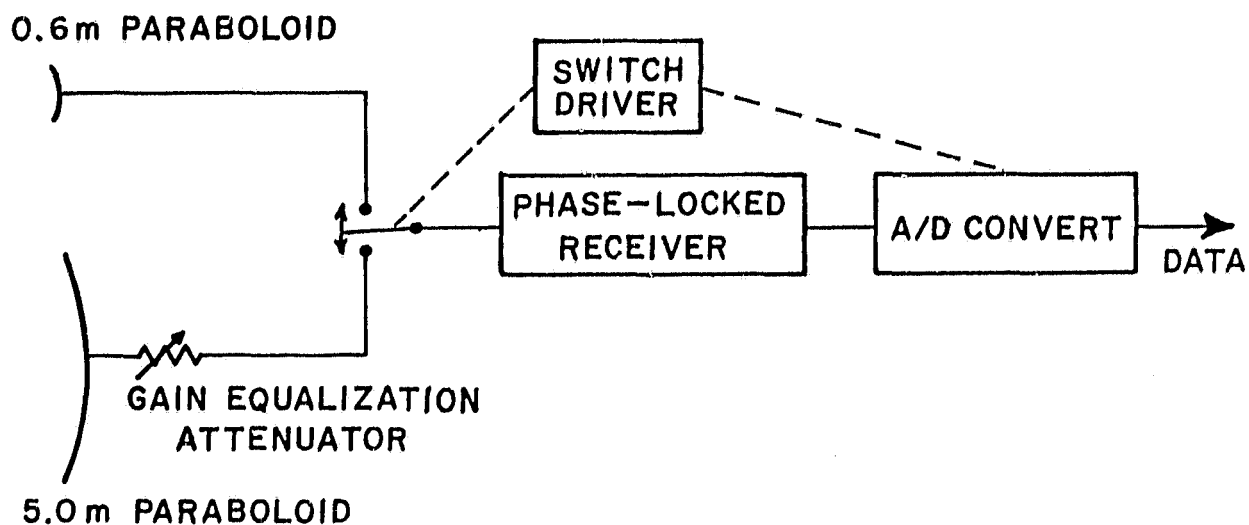 0.6m PARABOLOID
SWITCH
DRIVER
PHASE-LOCKED
RECEIVER
A/D CONVERT
DATA
GAIN EQUALIZATION
ATTENUATOR
5.0m PARABOLOID